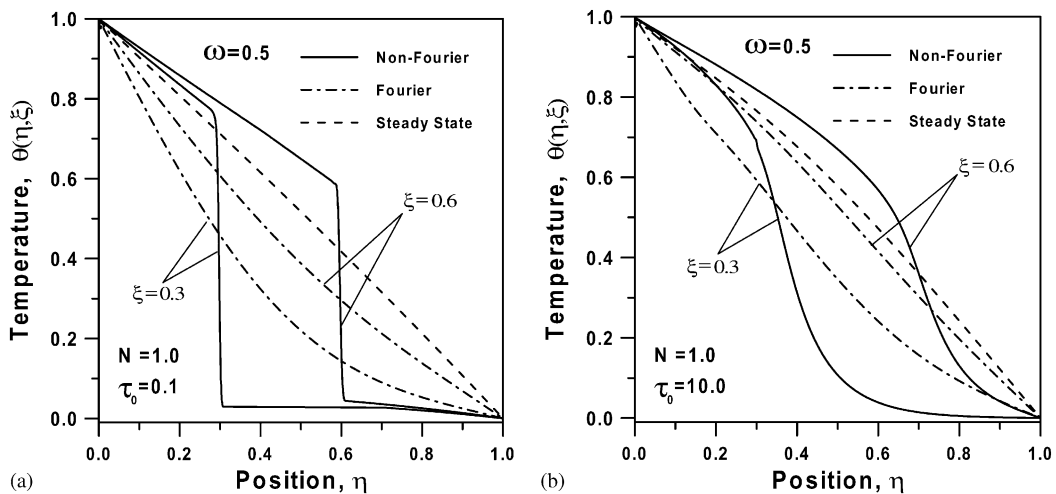 ω=0.5
Non-Fourier
Fourier
Steady State
ξ=0.6
ξ=0.3
N =1.0
τ₀=0.1
Temperature, θ(η,ξ)
1.0
0.8
0.6
0.4
0.2
0.0
0.0 0.2 0.4 0.6 0.8 1.0
Position, η
(a)
ω=0.5
Non-Fourier
Fourier
Steady State
ξ=0.6
ξ=0.3
N =1.0
τ₀=10.0
Temperature, θ(η,ξ)
1.0
0.8
0.6
0.4
0.2
0.0
0.0 0.2 0.4 0.6 0.8 1.0
Position, η
(b)